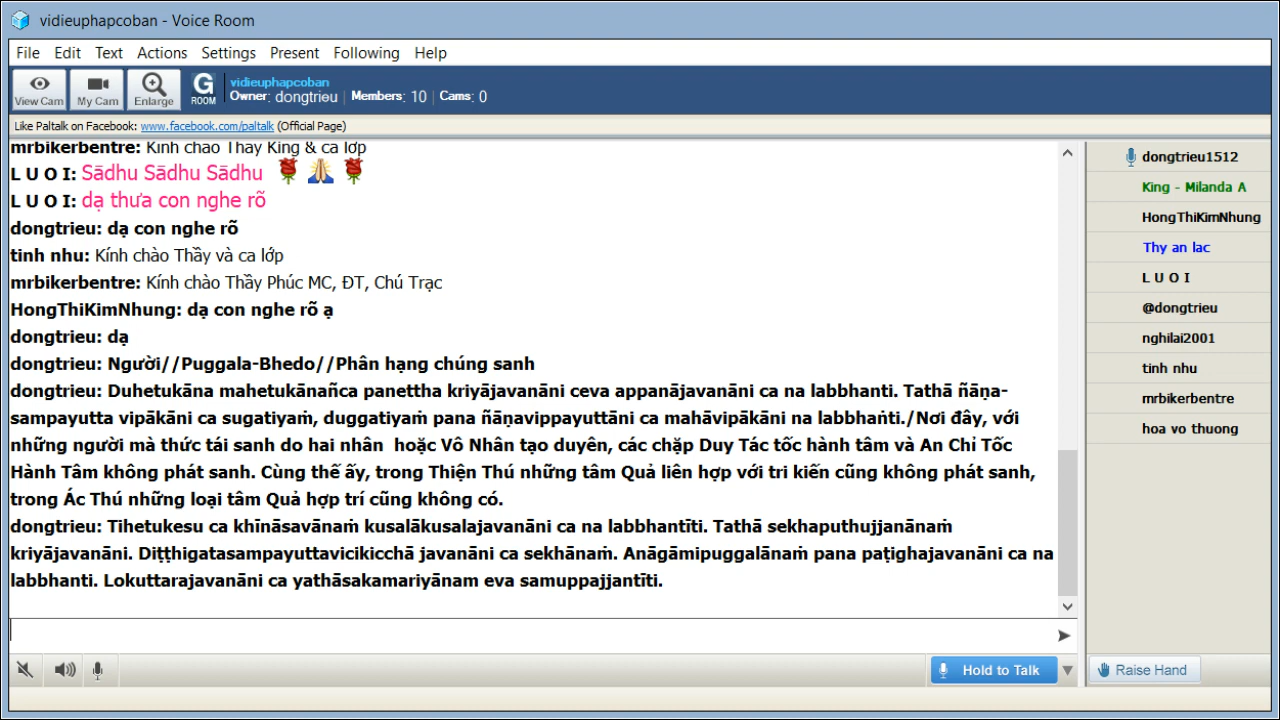 vidieuphapcoban - Voice Room
File Edit Text Actions Settings Present Following Help
View Cam My Cam Enlarge G ROOM
vidieuphapcoban
Owner: dongtrieu | Members: 10 | Cams: 0
Like Paltalk on Facebook: www.facebook.com/paltalk (Official Page)
mrbikerbentre: Kính chào Thầy King & cả lớp
L U O I: Sādhu Sādhu Sādhu
L U O I: dạ thưa con nghe rõ
dongtrieu: dạ con nghe rõ
tinh nhu: Kính chào Thầy và cả lớp
mrbikerbentre: Kính chào Thầy Phúc MC, ĐT, Chú Trạc
HongThiKimNhung: dạ con nghe rõ ạ
dongtrieu: dạ
dongtrieu: Người//Puggala-Bhedo//Phân hạng chúng sanh
dongtrieu: Duhetukāna mahetukānañca panettha kriyājavanāni ceva appanājavanāni ca na labbhanti. Tathā ñāṇa-
sampayutta vipākāni ca sugatiyaṁ, duggatiyaṁ pana ñāṇavippayuttāni ca mahāvipākāni na labbhaṅti./Nơi đây, với
những người mà thức tái sanh do hai nhân hoặc Vô Nhân tạo duyên, các chặp Duy Tác tốc hành tâm và An Chỉ Tốc
Hành Tâm không phát sanh. Cùng thế ấy, trong Thiện Thú những tâm Quả liên hợp với tri kiến cũng không phát sanh,
trong Ác Thú những loại tâm Quả hợp trí cũng không có.
dongtrieu: Tihetukesu ca khīnāsavānaṁ kusalākusalajavanāni ca na labbhantīti. Tathā sekhaputhujjanānaṁ
kriyājavanāni. Diṭṭhigatasampayuttavicikicchā javanāni ca sekhānaṁ. Anāgāmipuggalānaṁ pana paṭighajavanāni ca na
labbhanti. Lokuttarajavanāni ca yathāsakamariyānam eva samuppajjantīti.
dongtrieu1512
King - Milanda A
HongThiKimNhung
Thy an lac
L U O I
@dongtrieu
nghilai2001
tinh nhu
mrbikerbentre
hoa vo thuong
Hold to Talk
Raise Hand